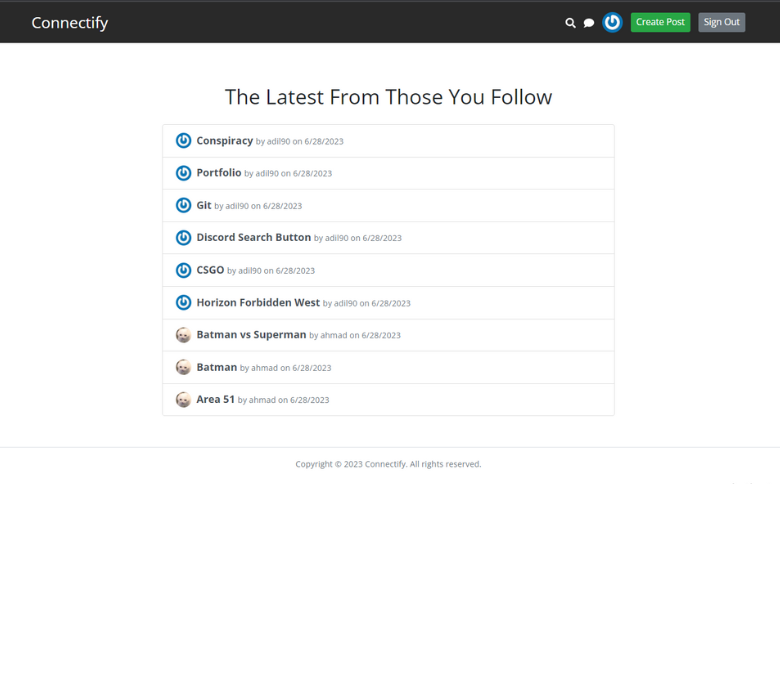 Connectify
Create Post
Sign Out
The Latest From Those You Follow
Conspiracy by adil90 on 6/28/2023
Portfolio by adil90 on 6/28/2023
Git by adil90 on 6/28/2023
Discord Search Button by adil90 on 6/28/2023
CSGO by adil90 on 6/28/2023
Horizon Forbidden West by adil90 on 6/28/2023
Batman vs Superman by ahmad on 6/28/2023
Batman by ahmad on 6/28/2023
Area 51 by ahmad on 6/28/2023
Copyright © 2023 Connectify. All rights reserved.